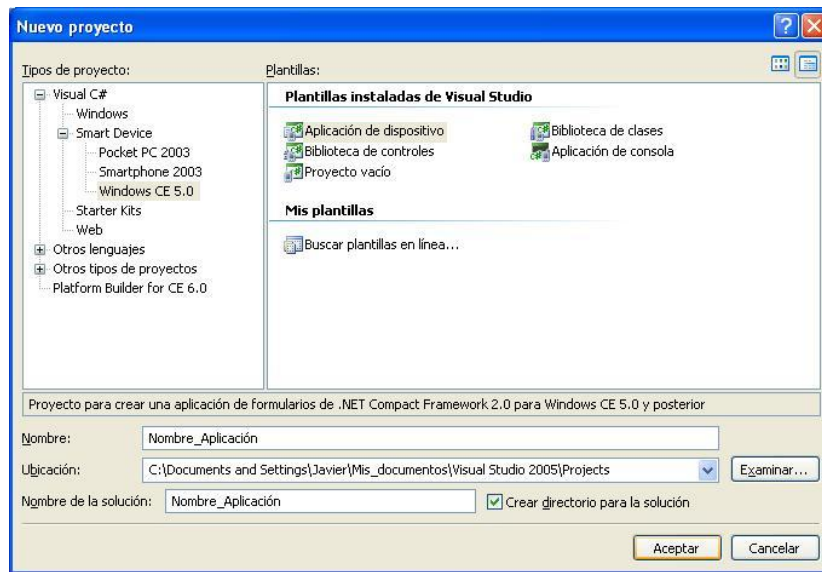 Nuevo proyecto
Tipos de proyecto:
Plantillas:
Visual C#
Windows
Smart Device
Pocket PC 2003
Smartphone 2003
Windows CE 5.0
Starter Kits
Web
Otros lenguajes
Otros tipos de proyectos
Platform Builder for CE 6.0
Plantillas instaladas de Visual Studio
Aplicación de dispositivo
Biblioteca de clases
Biblioteca de controles
Aplicación de consola
Proyecto vacío
Mis plantillas
Buscar plantillas en línea...
Proyecto para crear una aplicación de formularios de .NET Compact Framework 2.0 para Windows CE 5.0 y posterior
Nombre: Nombre_Aplicación
Ubicación: C:\Documents and Settings\Javier\Mis_documentos\Visual Studio 2005\Projects Examinar...
Nombre de la solución: Nombre_Aplicación Crear directorio para la solución
Aceptar Cancelar